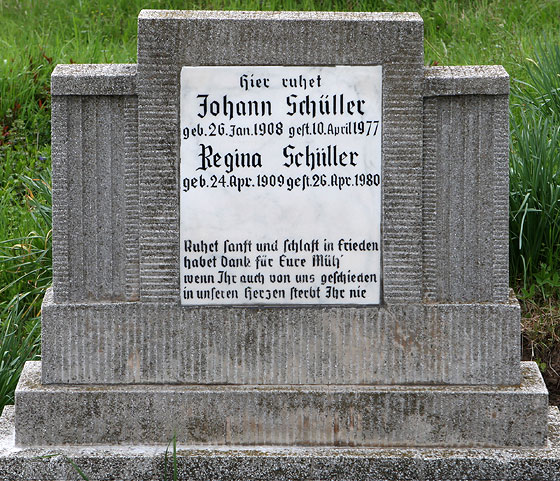 Hier ruhet
Johann Schüller
geb. 26. Jan. 1908 gest. 10. April 1977
Regina Schüller
geb. 24. Apr. 1909 gest. 26. Apr. 1980
Ruhet sanft und schlaft in Frieden
habet Dank für Eure Müh'
wenn Ihr auch von uns geschieden
in unseren Herzen sterbt Ihr nie